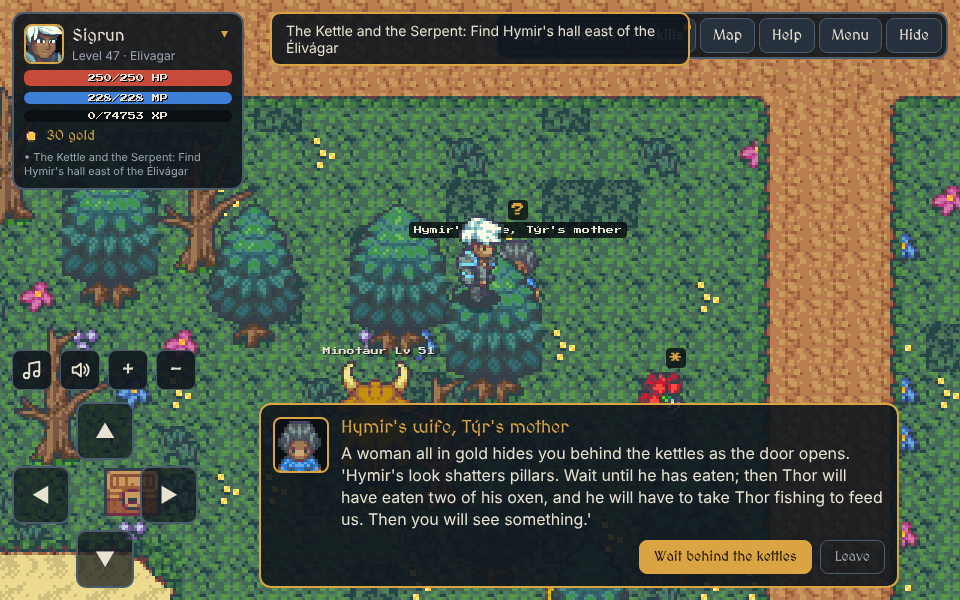 Sigrun
Level 47 · Elivagar
250/250 HP
228/228 MP
0/74753 XP
30 gold
• The Kettle and the Serpent: Find
Hymir's hall east of the Élivágar
The Kettle and the Serpent: Find Hymir's hall east of the
Élivágar
Map
Help
Menu
Hide
?
Hymir's wife, Týr's mother
Minotaur Lv 51
Hymir's wife, Týr's mother
A woman all in gold hides you behind the kettles as the door opens.
'Hymir's look shatters pillars. Wait until he has eaten; then Thor will
have eaten two of his oxen, and he will have to take Thor fishing to feed
us. Then you will see something.'
Wait behind the kettles
Leave